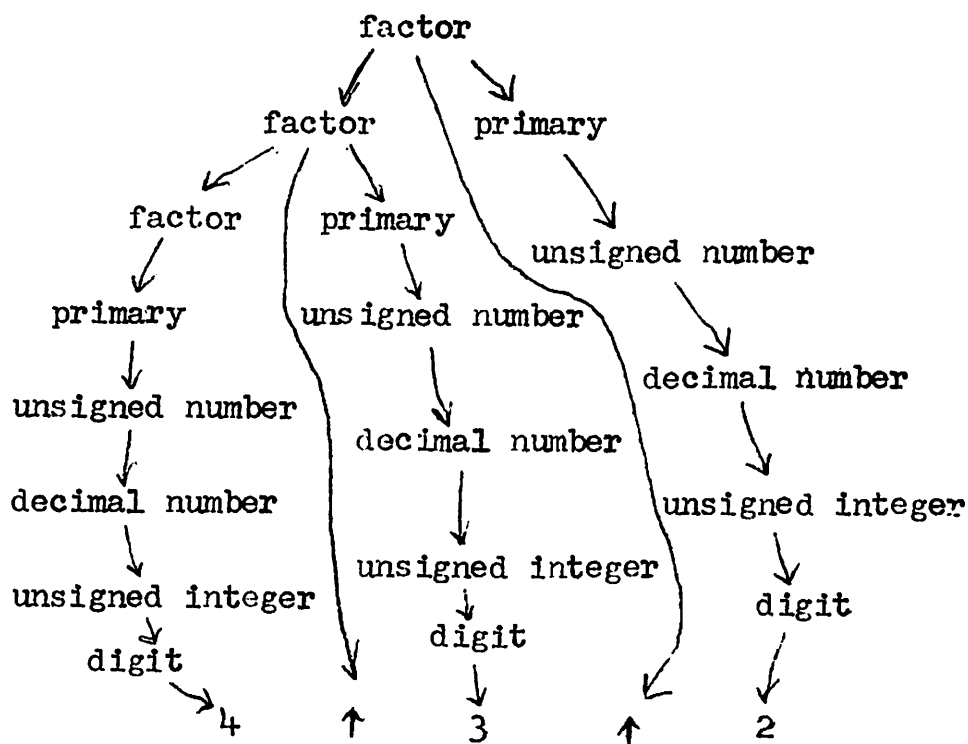 factor
factor primary
factor primary
unsigned number
primary unsigned number
decimal number
unsigned number
decimal number
decimal number unsigned integer
unsigned integer
unsigned integer digit
digit
digit
4 ↑ 3 ↑ 2